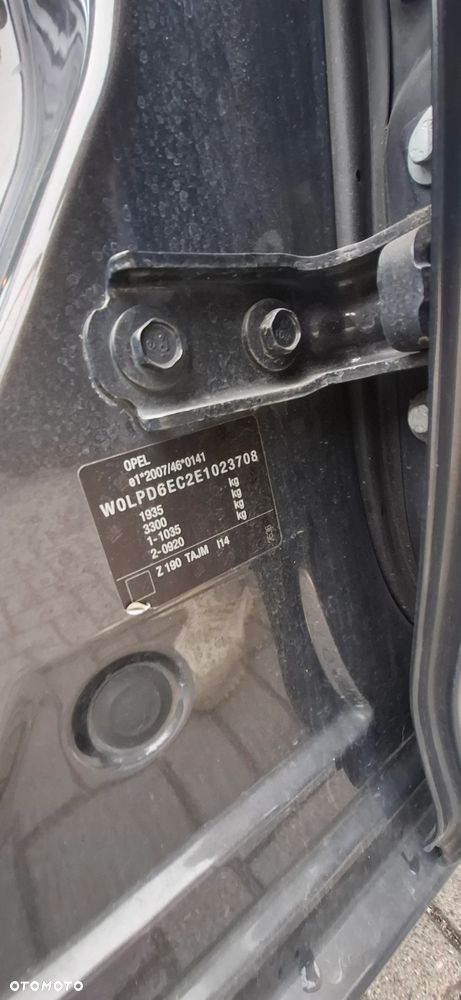 OPEL
e1*2007/46*0141
W0LPD6EC2E1023708
1935 kg
3300 kg
1-1035 kg
2-0920 kg
Z 190 TAJM I14
OTOMOTO